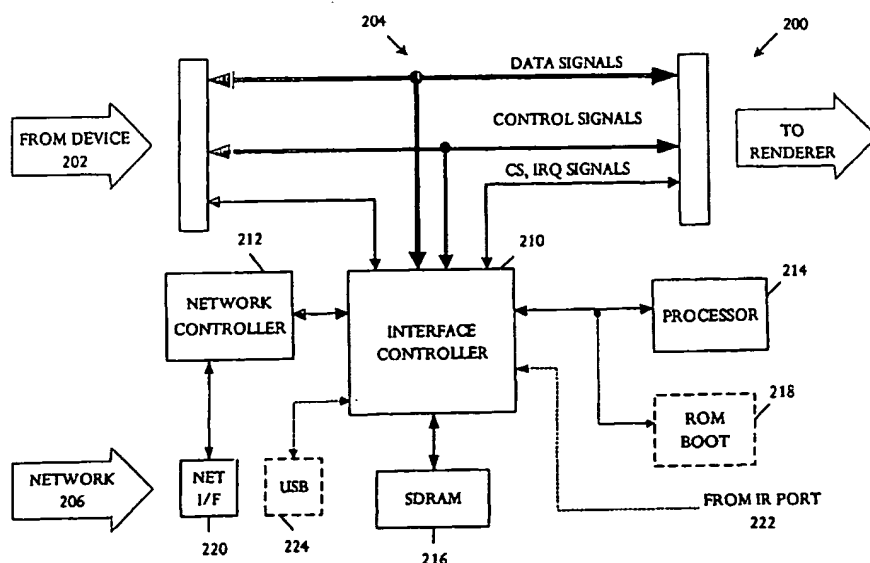 204
200
DATA SIGNALS
FROM DEVICE
202
CONTROL SIGNALS
TO
RENDERER
CS, IRQ SIGNALS
212
210
214
NETWORK
CONTROLLER
INTERFACE
CONTROLLER
PROCESSOR
218
ROM
BOOT
NETWORK
206
NET
I/F
USB
SDRAM
FROM IR PORT
222
220
224
216